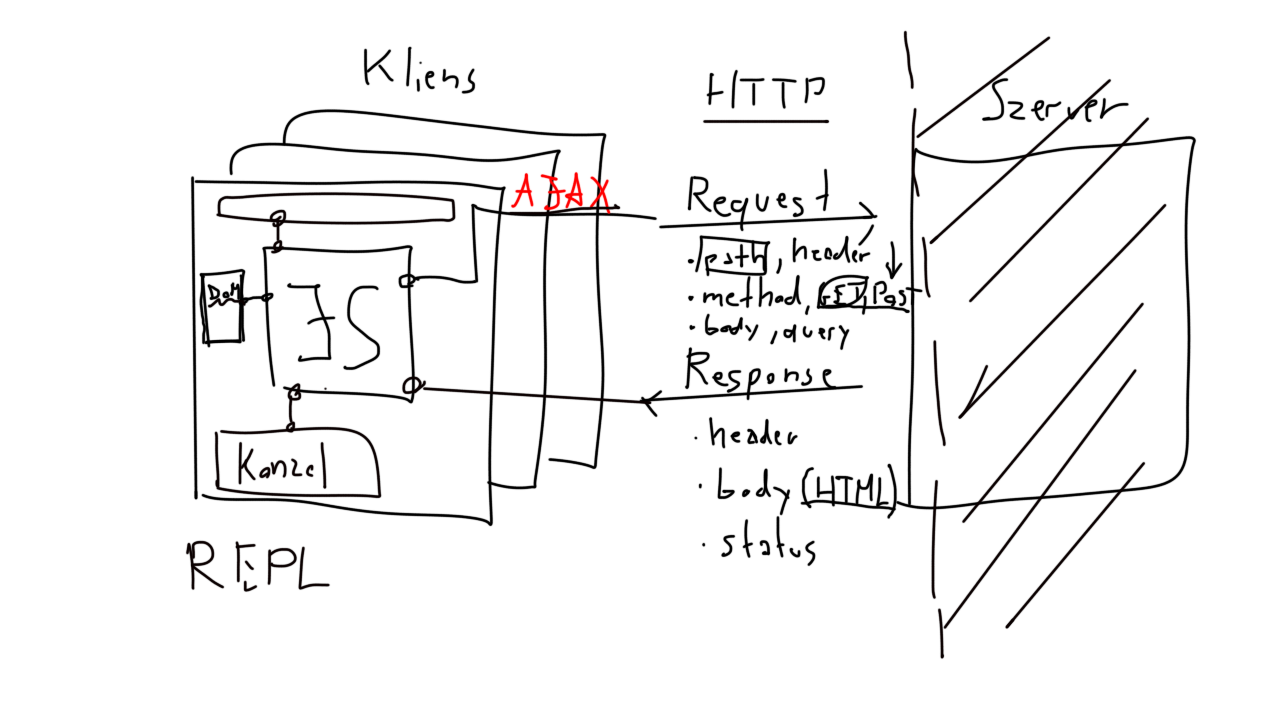 Kliens
HTTP
Szerver
AJAX
Request
• /path, header
• method, GET, Post
• body, query
DOM
JS
Response
• header
• body (HTML)
• status
Konzol
REPL